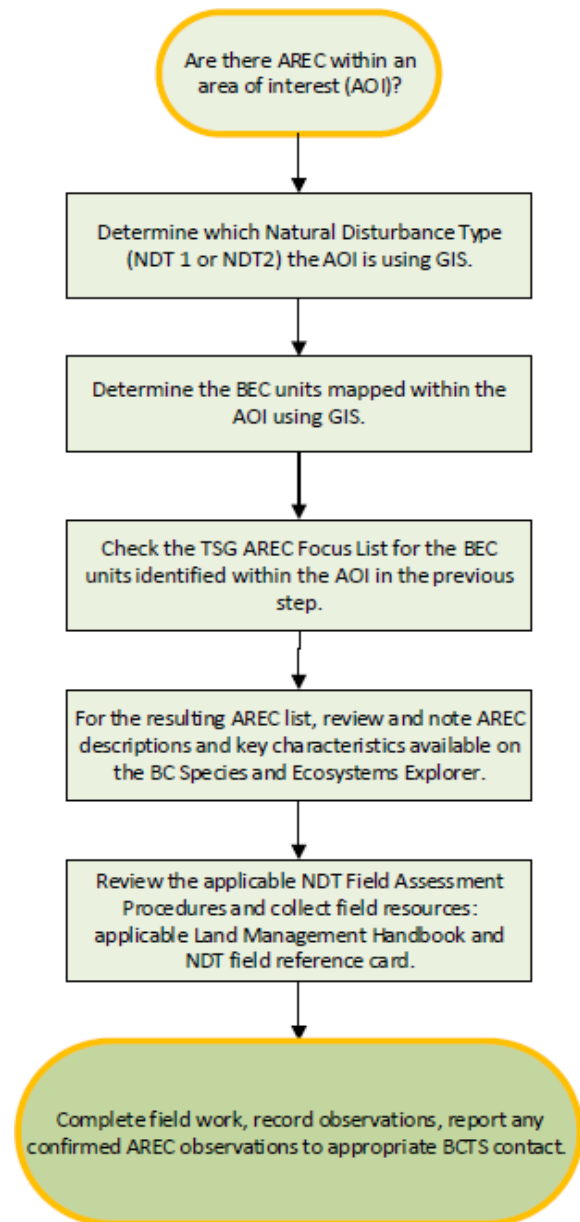 Are there AREC within an
area of interest (AOI)?
Determine which Natural Disturbance Type
(NDT 1 or NDT2) the AOI is using GIS.
Determine the BEC units mapped within the
AOI using GIS.
Check the TSG AREC Focus List for the BEC
units identified within the AOI in the previous
step.
For the resulting AREC list, review and note AREC
descriptions and key characteristics available on
the BC Species and Ecosystems Explorer.
Review the applicable NDT Field Assessment
Procedures and collect field resources:
applicable Land Management Handbook and
NDT field reference card.
Complete field work, record observations, report any
confirmed AREC observations to appropriate BCTS contact.